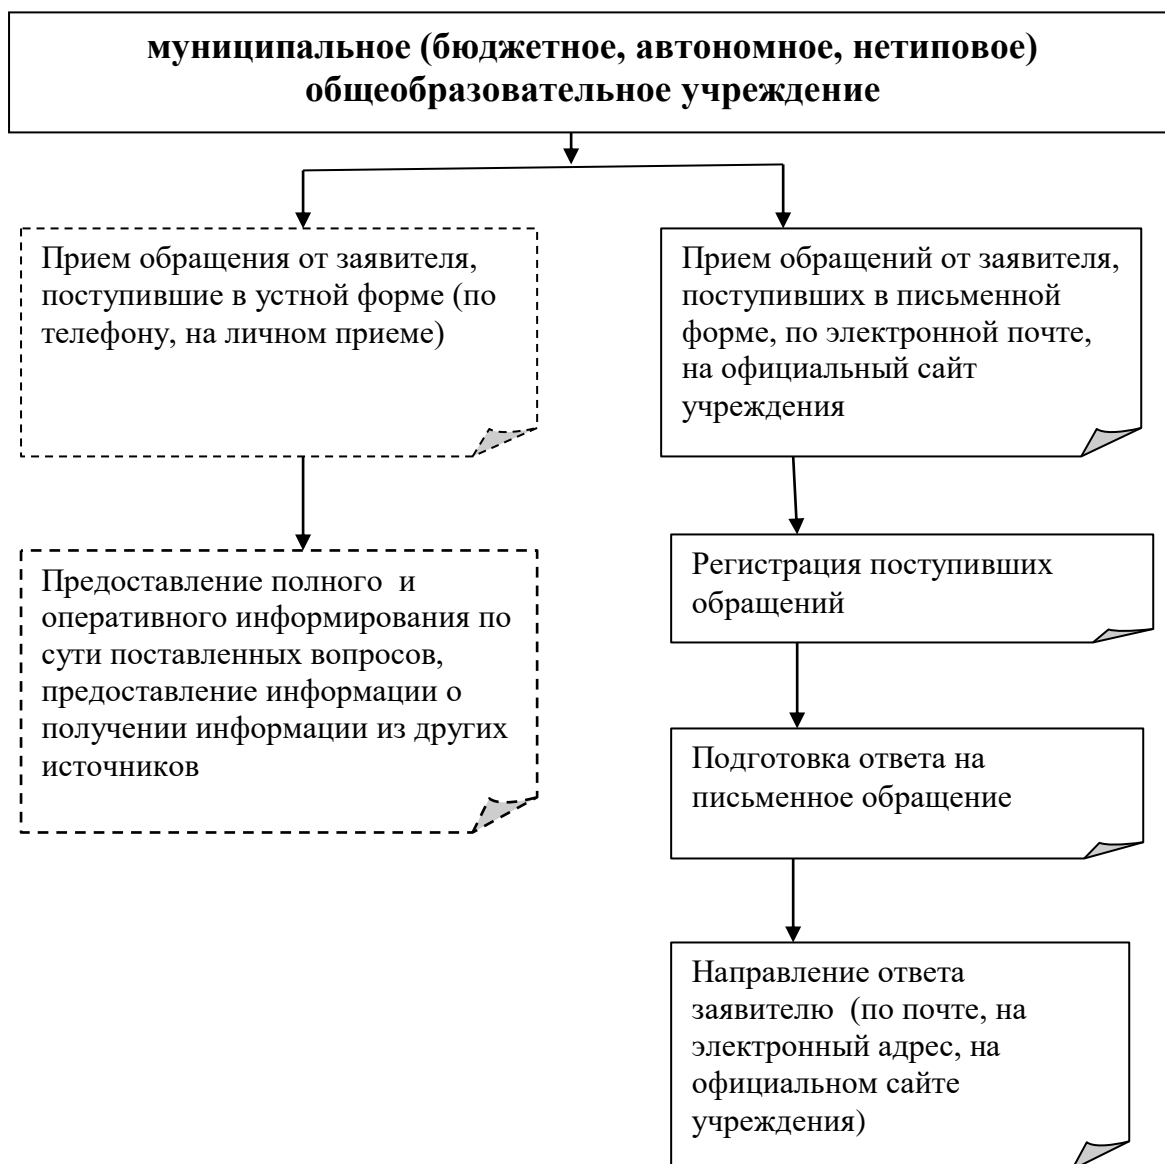 муниципальное (бюджетное, автономное, нетиповое)
общеобразовательное учреждение
Прием обращения от заявителя,
поступившие в устной форме (по
телефону, на личном приеме)
Прием обращений от заявителя,
поступивших в письменной
форме, по электронной почте,
на официальный сайт
учреждения
Предоставление полного  и
оперативного информирования по
сути поставленных вопросов,
предоставление информации о
получении информации из других
источников
Регистрация поступивших
обращений
Подготовка ответа на
письменное обращение
Направление ответа
заявителю  (по почте, на
электронный адрес, на
официальном сайте
учреждения)